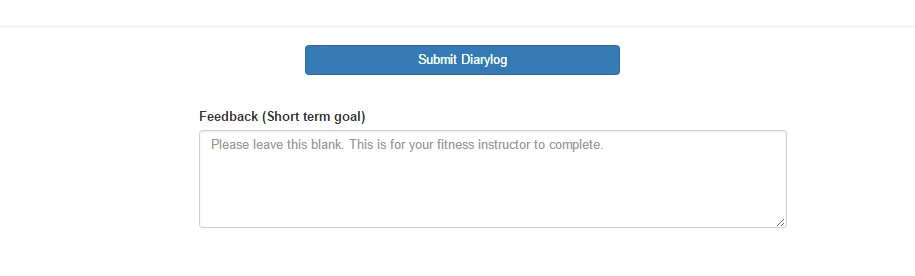 Submit Diarylog
Feedback (Short term goal)
Please leave this blank. This is for your fitness instructor to complete.